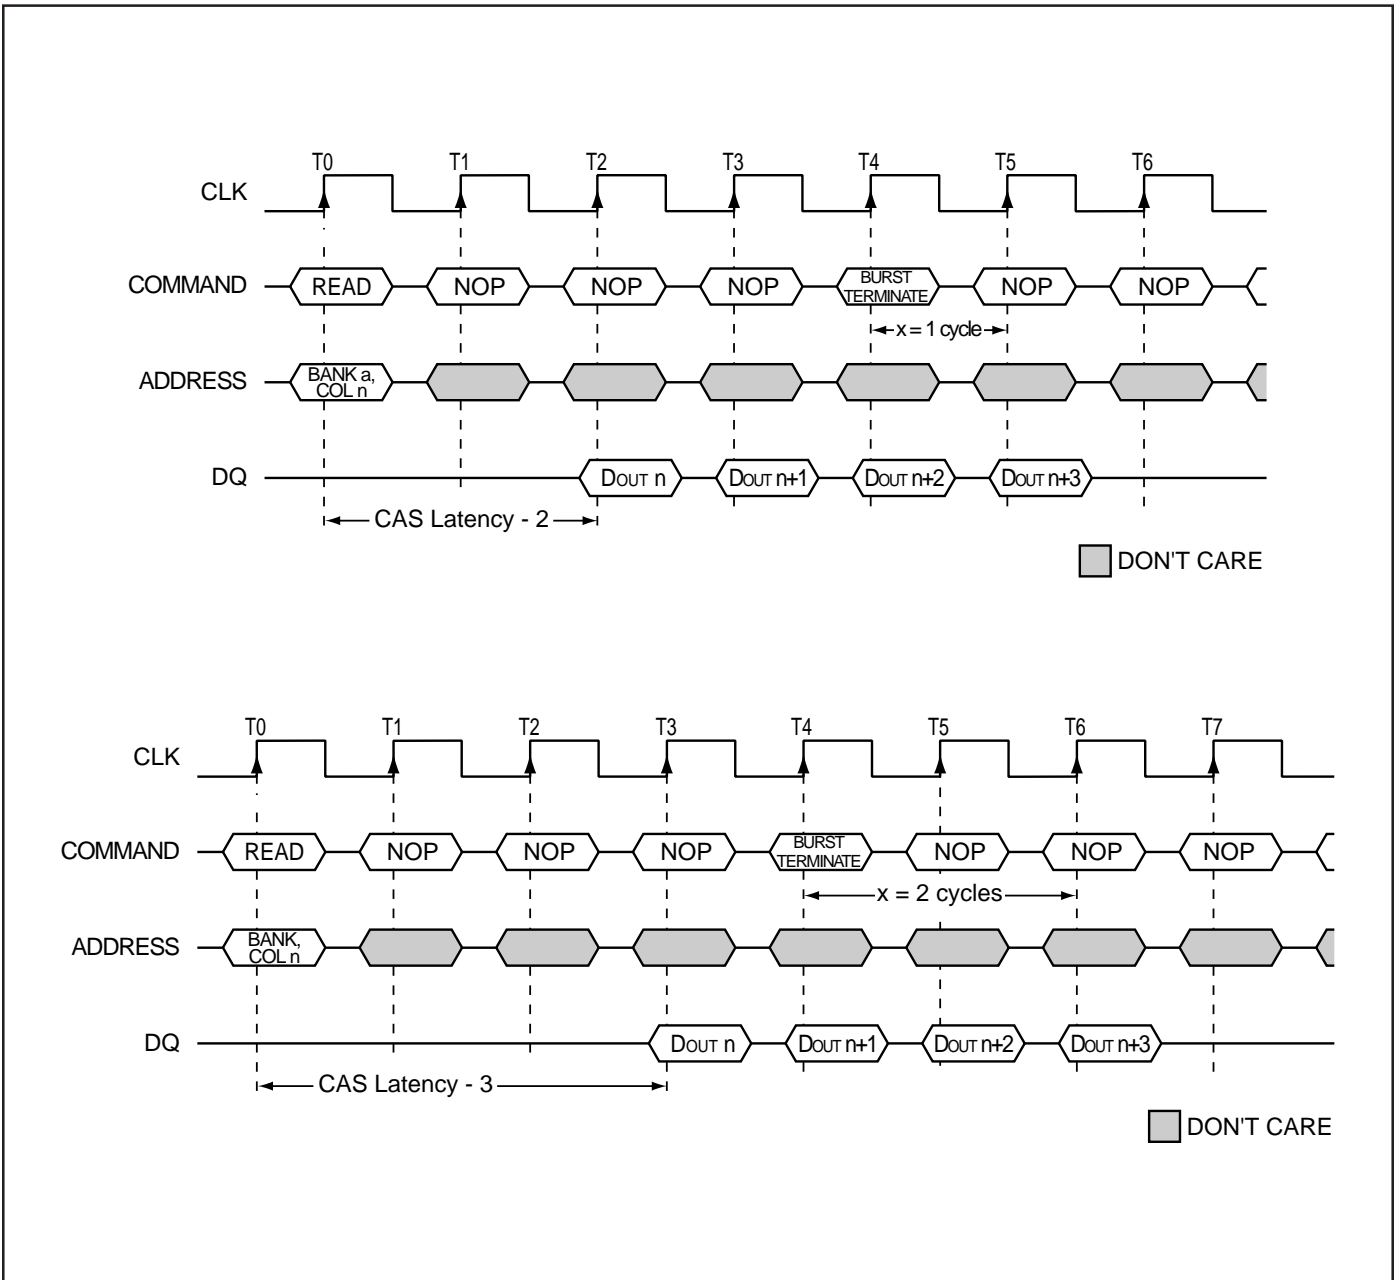 T0 T1 T2 T3 T4 T5 T6
CLK
COMMAND READ NOP NOP NOP BURST TERMINATE NOP NOP
x = 1 cycle
ADDRESS BANK a, COL n
DQ DOUT n DOUT n+1 DOUT n+2 DOUT n+3
CAS Latency - 2
DON'T CARE
T0 T1 T2 T3 T4 T5 T6 T7
CLK
COMMAND READ NOP NOP NOP BURST TERMINATE NOP NOP NOP
x = 2 cycles
ADDRESS BANK, COL n
DQ DOUT n DOUT n+1 DOUT n+2 DOUT n+3
CAS Latency - 3
DON'T CARE